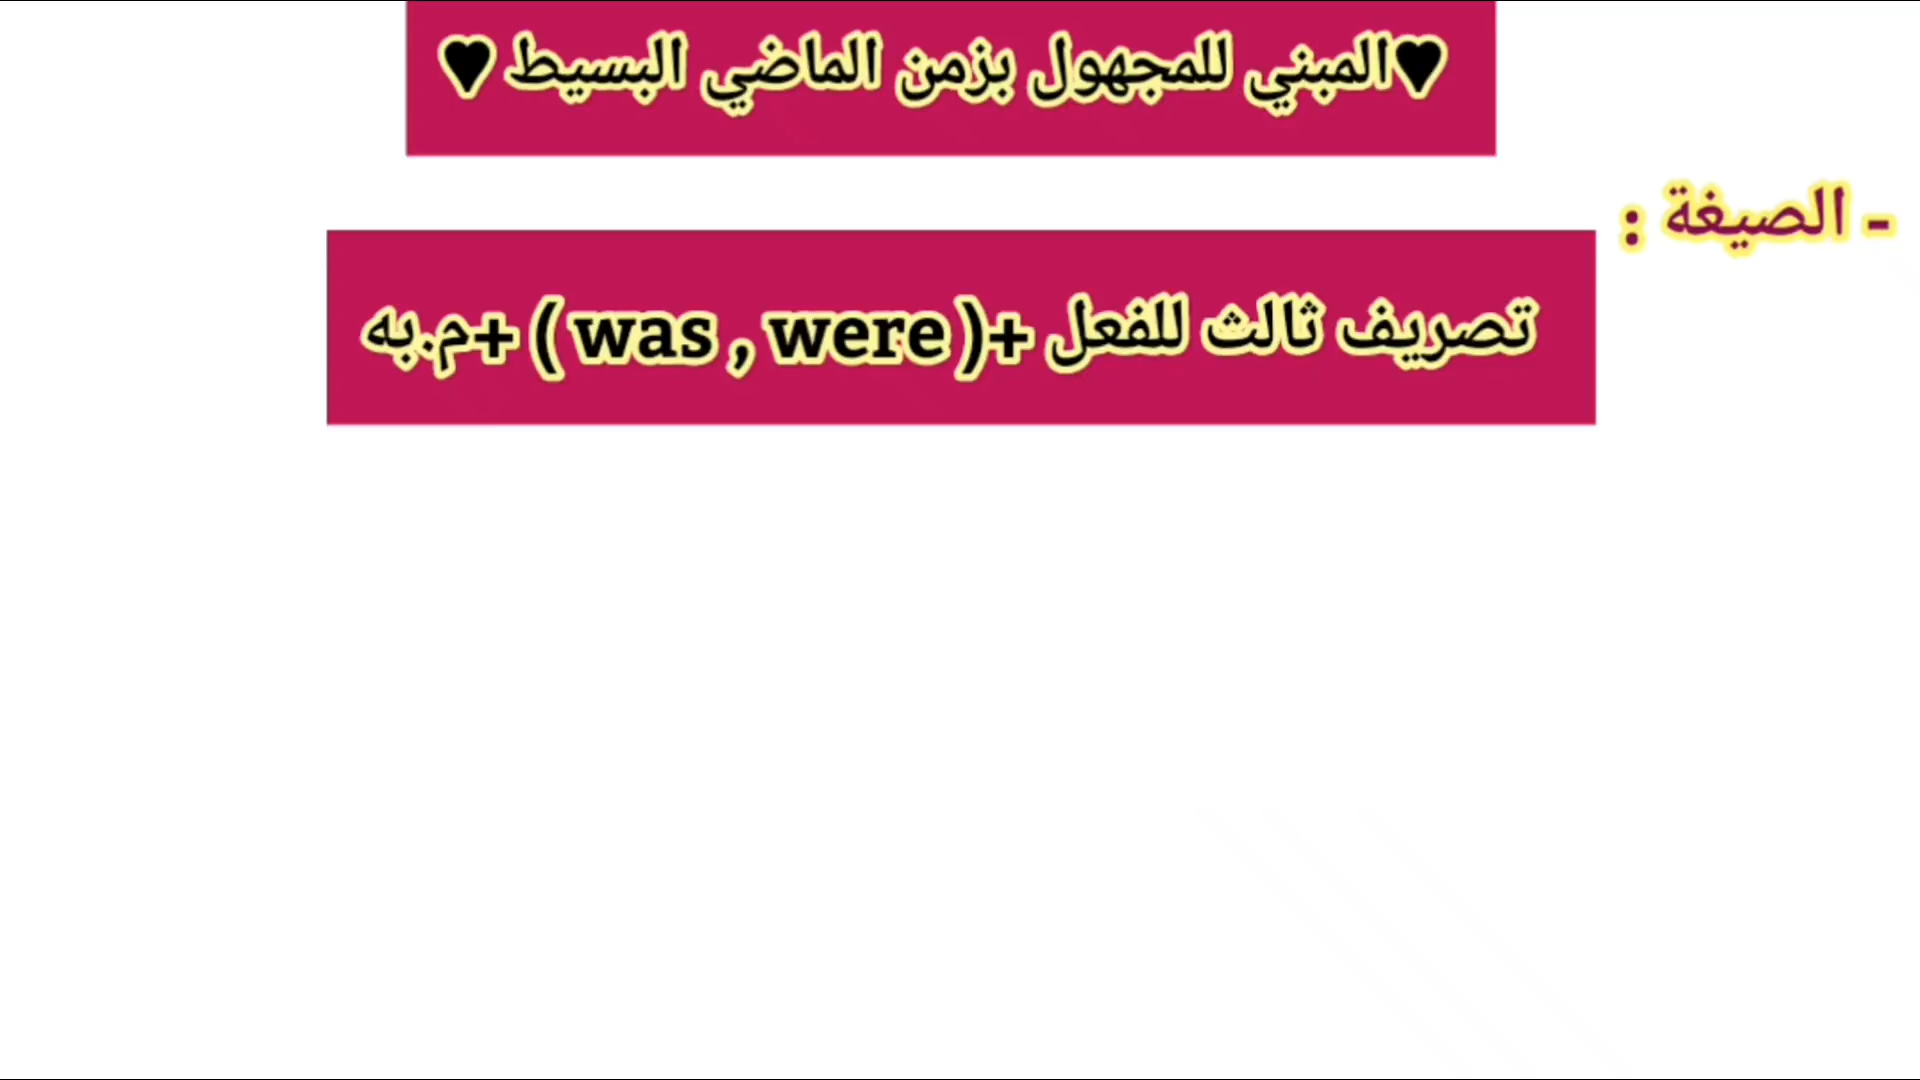 ♥المبني للمجهول بزمن الماضي البسيط ♥
- الصيغة :
م.به+( was , were )+ تصريف ثالث للفعل